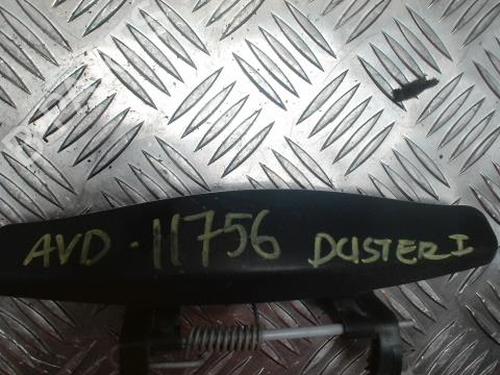 AVD - 11756 DUSTER I